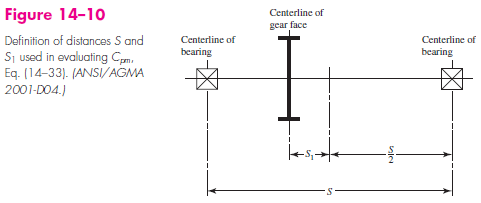 Figure 14–10
Definition of distances S and
S₁ used in evaluating Cpm,
Eq. (14–33). (ANSI/AGMA
2001-D04.)
Centerline of
bearing
Centerline of
gear face
Centerline of
bearing
S₁
S/2
S